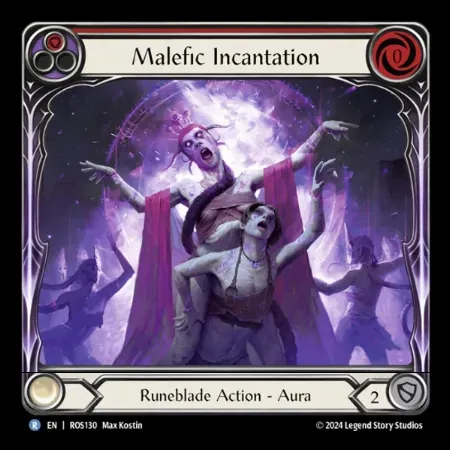 Malefic Incantation
0
Runeblade Action - Aura
2
R EN | ROS130 Max Kostin
© 2024 Legend Story Studios